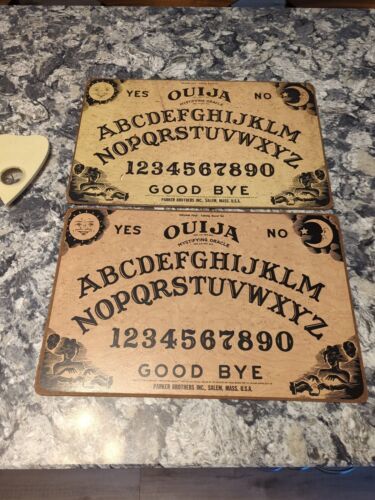 YES OUIJA NO
MYSTIFYING ORACLE
ABCDEFGHIJKLM
NOPQRSTUVWXYZ
1234567890
GOOD BYE
PARKER BROTHERS INC., SALEM, MASS. U.S.A.
YES OUIJA NO
MYSTIFYING ORACLE
ABCDEFGHIJKLM
NOPQRSTUVWXYZ
1234567890
GOOD BYE
PARKER BROTHERS INC., SALEM, MASS. U.S.A.